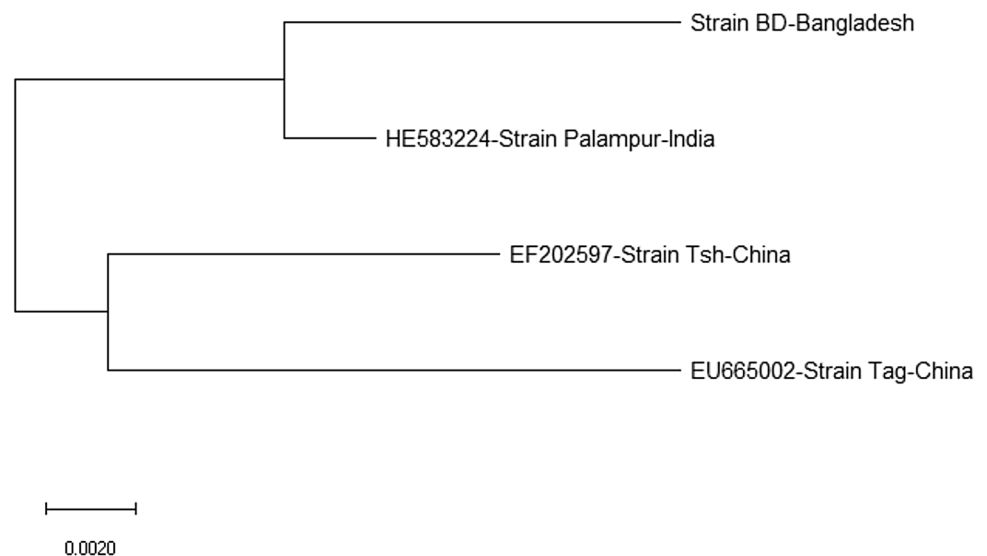 Strain BD-Bangladesh
HE583224-Strain Palampur-India
EF202597-Strain Tsh-China
EU665002-Strain Tag-China
0.0020